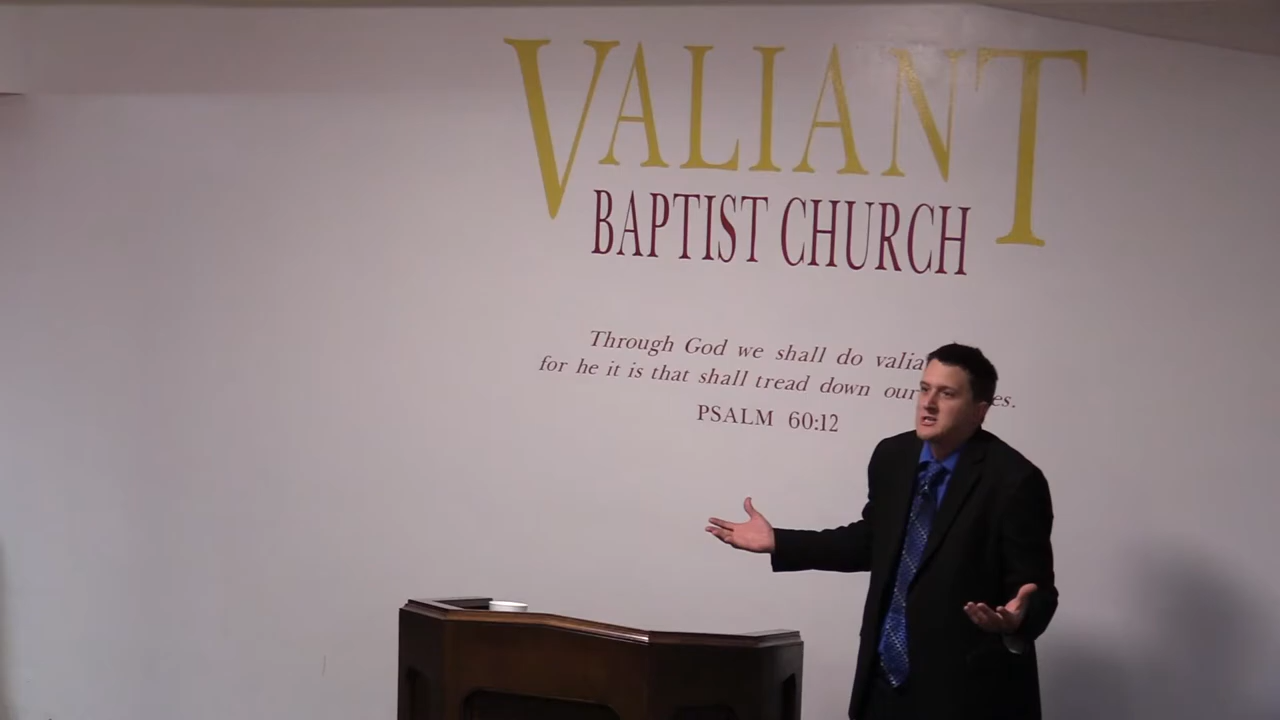 VALIANT
BAPTIST CHURCH
Through God we shall do
for he it is that shall tread down our
PSALM 60:12